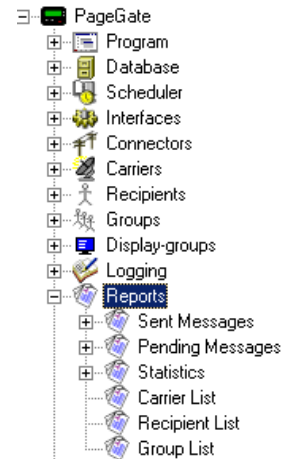 PageGate
Program
Database
Scheduler
Interfaces
Connectors
Carriers
Recipients
Groups
Display-groups
Logging
Reports
Sent Messages
Pending Messages
Statistics
Carrier List
Recipient List
Group List